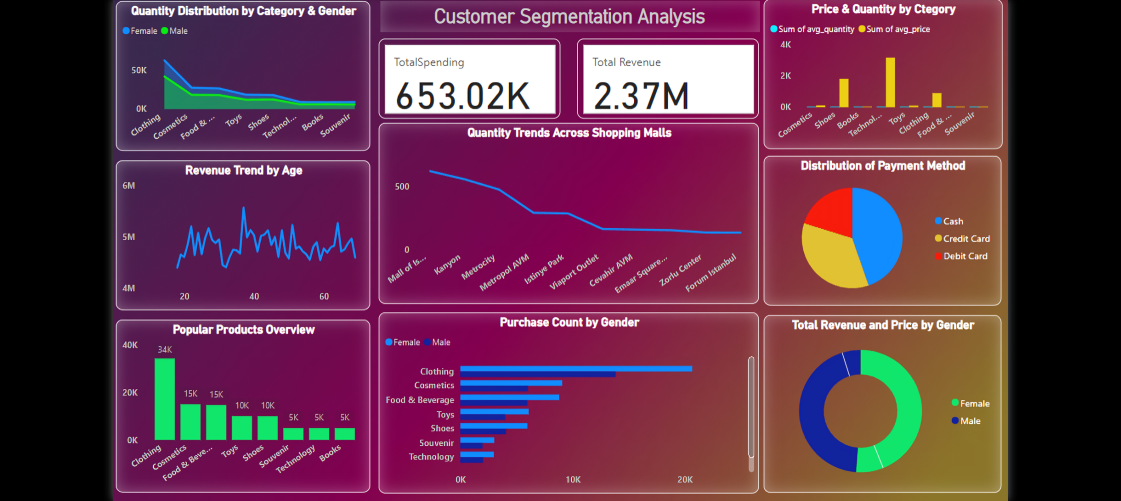 Quantity Distribution by Category & Gender
Female Male
50K
0K
Clothing
Cosmetics
Food & ...
Toys
Shoes
Technol...
Books
Souvenir
Revenue Trend by Age
6M
5M
4M
20 40 60
Popular Products Overview
40K
20K
0K
34K
15K
15K
10K
10K
5K
5K
5K
Clothing
Cosmetics
Food & Beve...
Toys
Shoes
Souvenir
Technology
Books
Customer Segmentation Analysis
TotalSpending
653.02K
Total Revenue
2.37M
Quantity Trends Across Shopping Malls
500
0
Mall of Is...
Kanyon
Metrocity
Metropol AVM
Istinye Park
Viaport Outlet
Cevahir AVM
Emaar Square...
Zorlu Center
Forum Istanbul
Purchase Count by Gender
Female Male
Clothing
Cosmetics
Food & Beverage
Toys
Shoes
Souvenir
Technology
0K 10K 20K
Price & Quantity by Ctegory
Sum of avg_quantity Sum of avg_price
4K
2K
0K
Cosmetics
Shoes
Books
Technol...
Toys
Clothing
Food & ...
Souvenir
Distribution of Payment Method
Cash
Credit Card
Debit Card
Total Revenue and Price by Gender
Female
Male